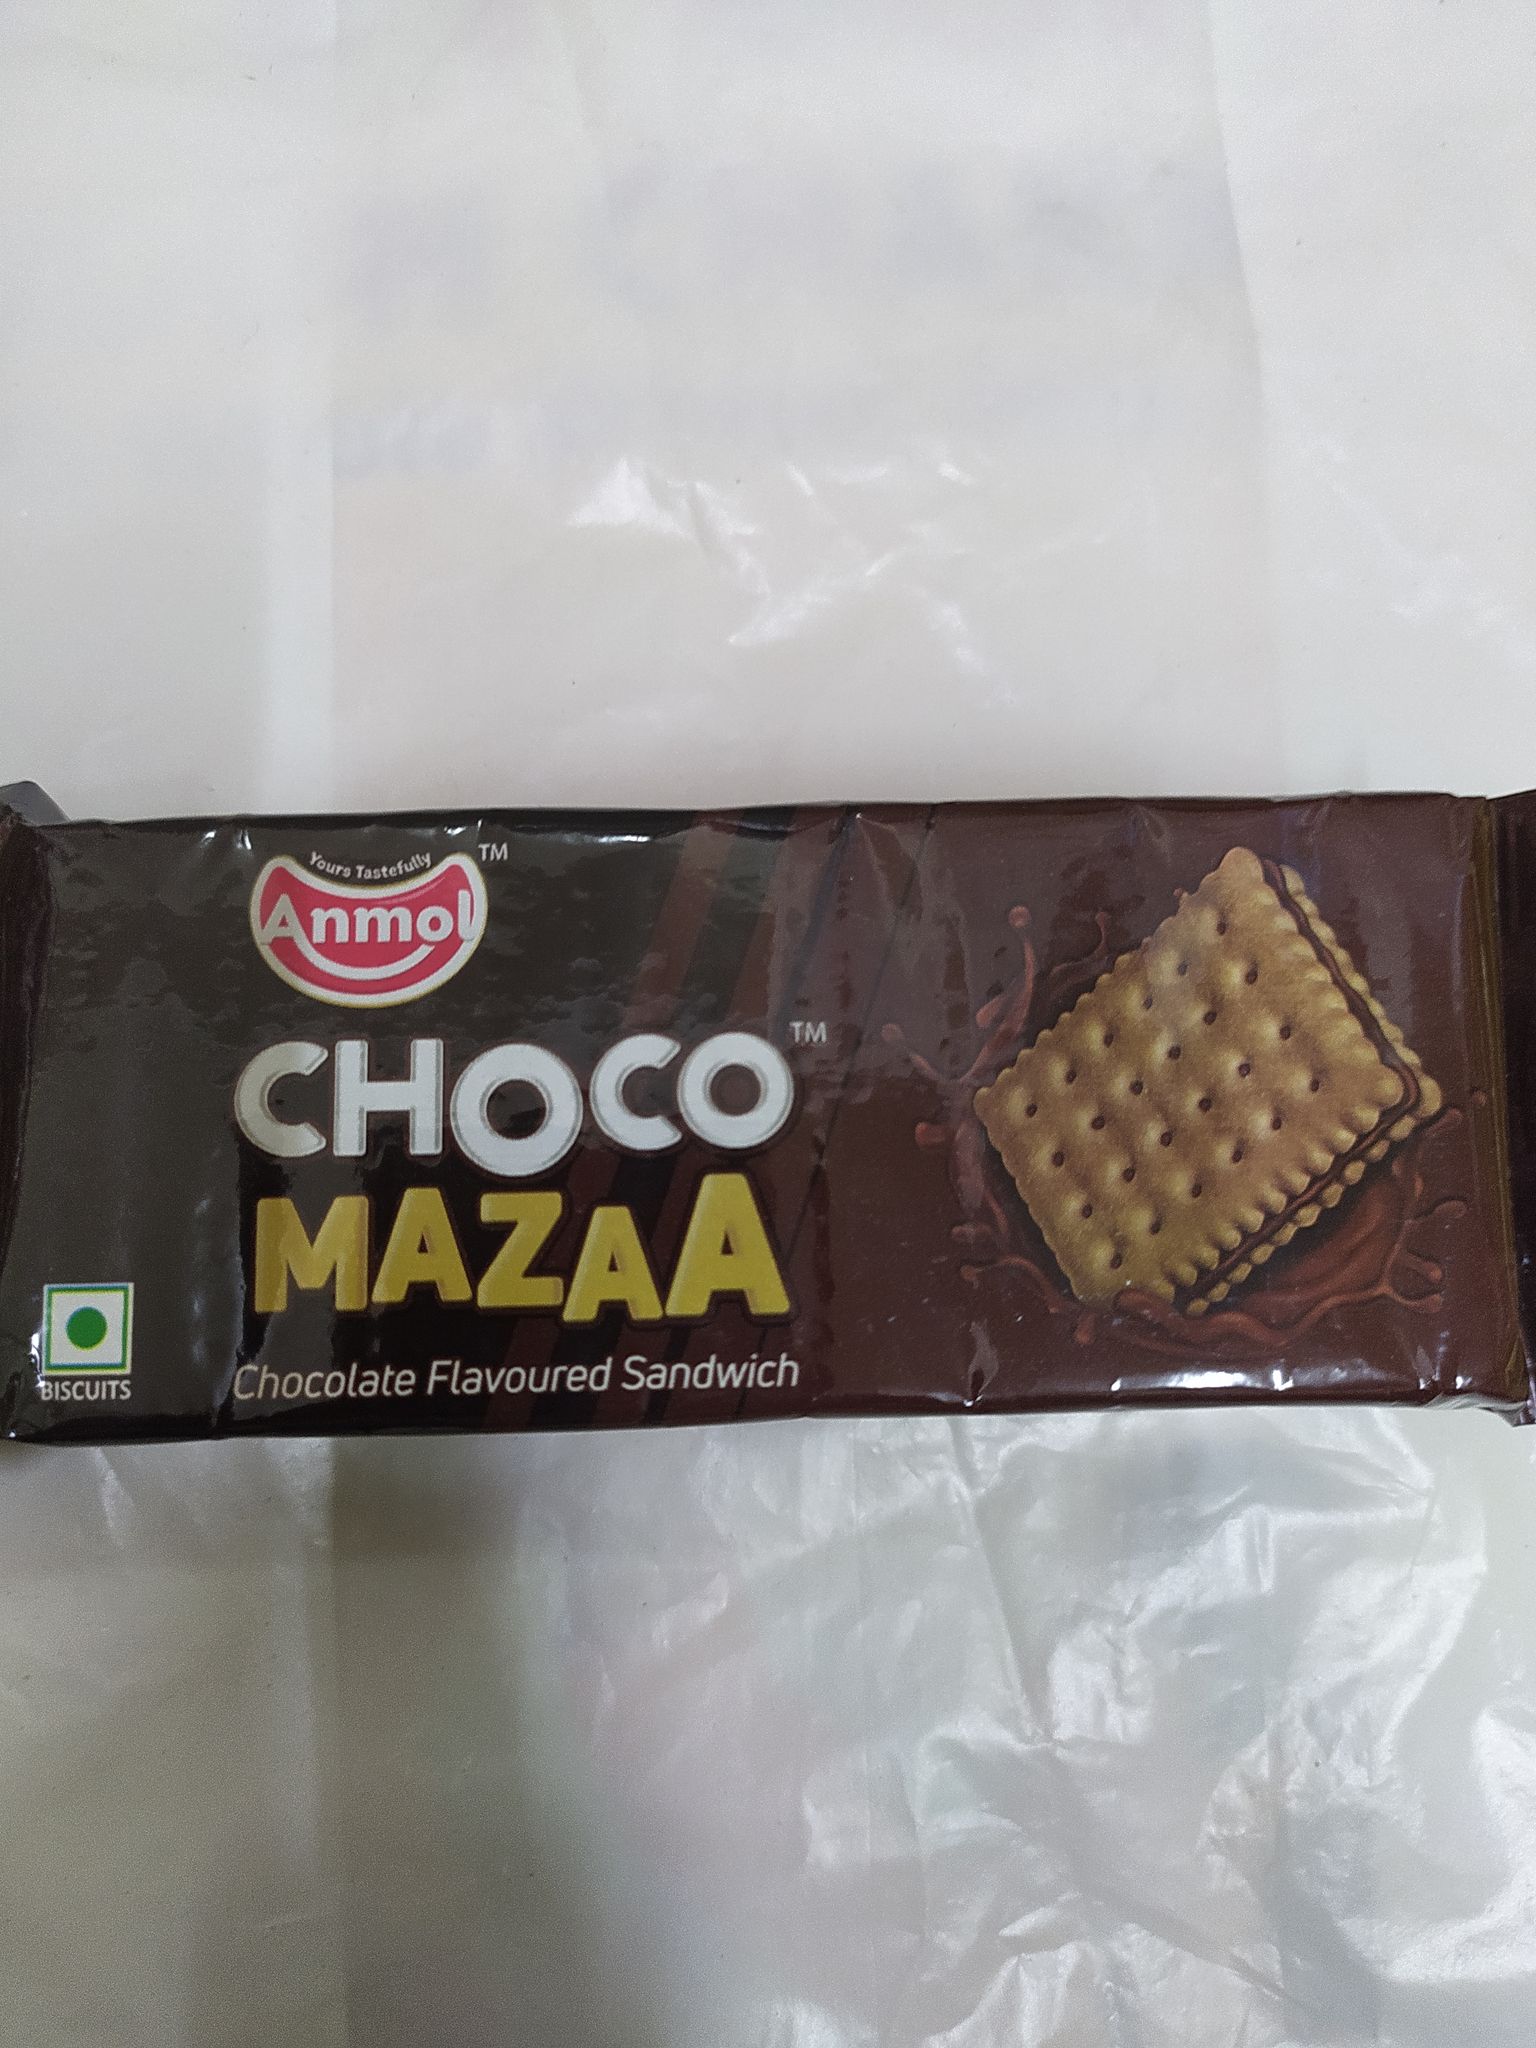 Yours Tastefully
Anmol TM
CHOCO TM
MAZAA
Chocolate Flavoured Sandwich
BISCUITS